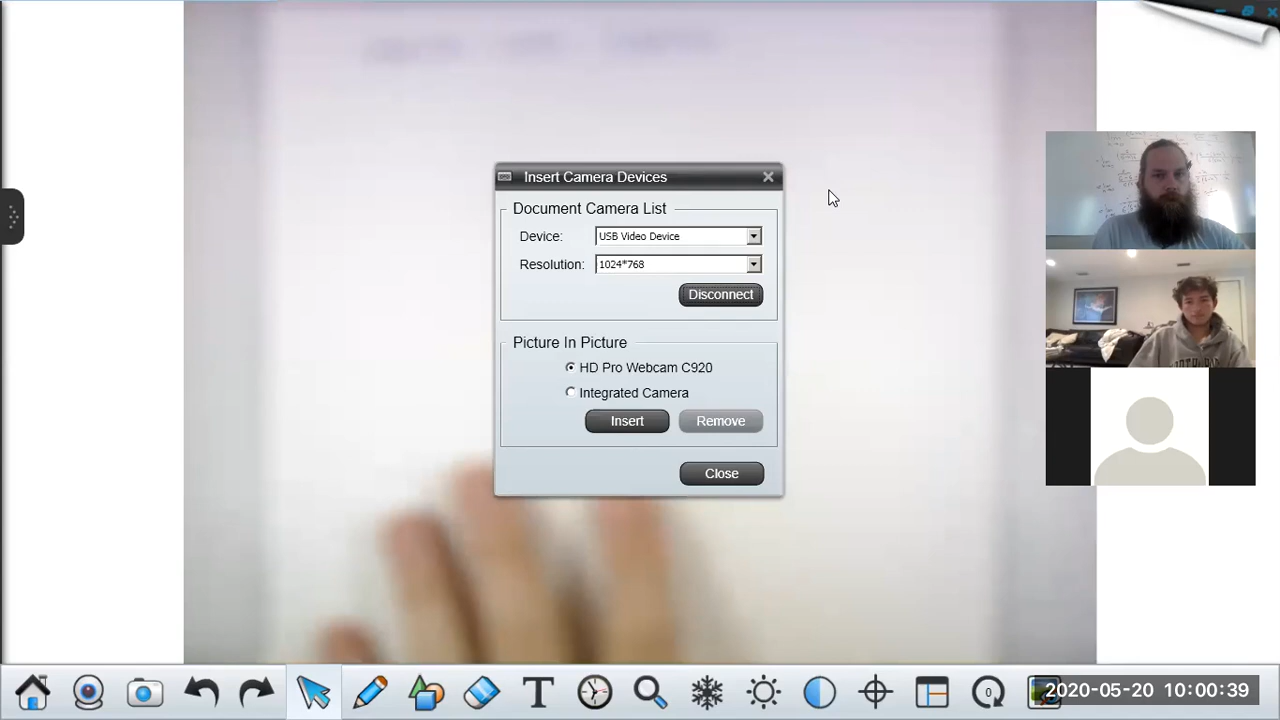 Insert Camera Devices
Document Camera List
Device: USB Video Device
Resolution: 1024*768
Disconnect
Picture In Picture
HD Pro Webcam C920
Integrated Camera
Insert Remove
Close
T
0
2020-05-20 10:00:39